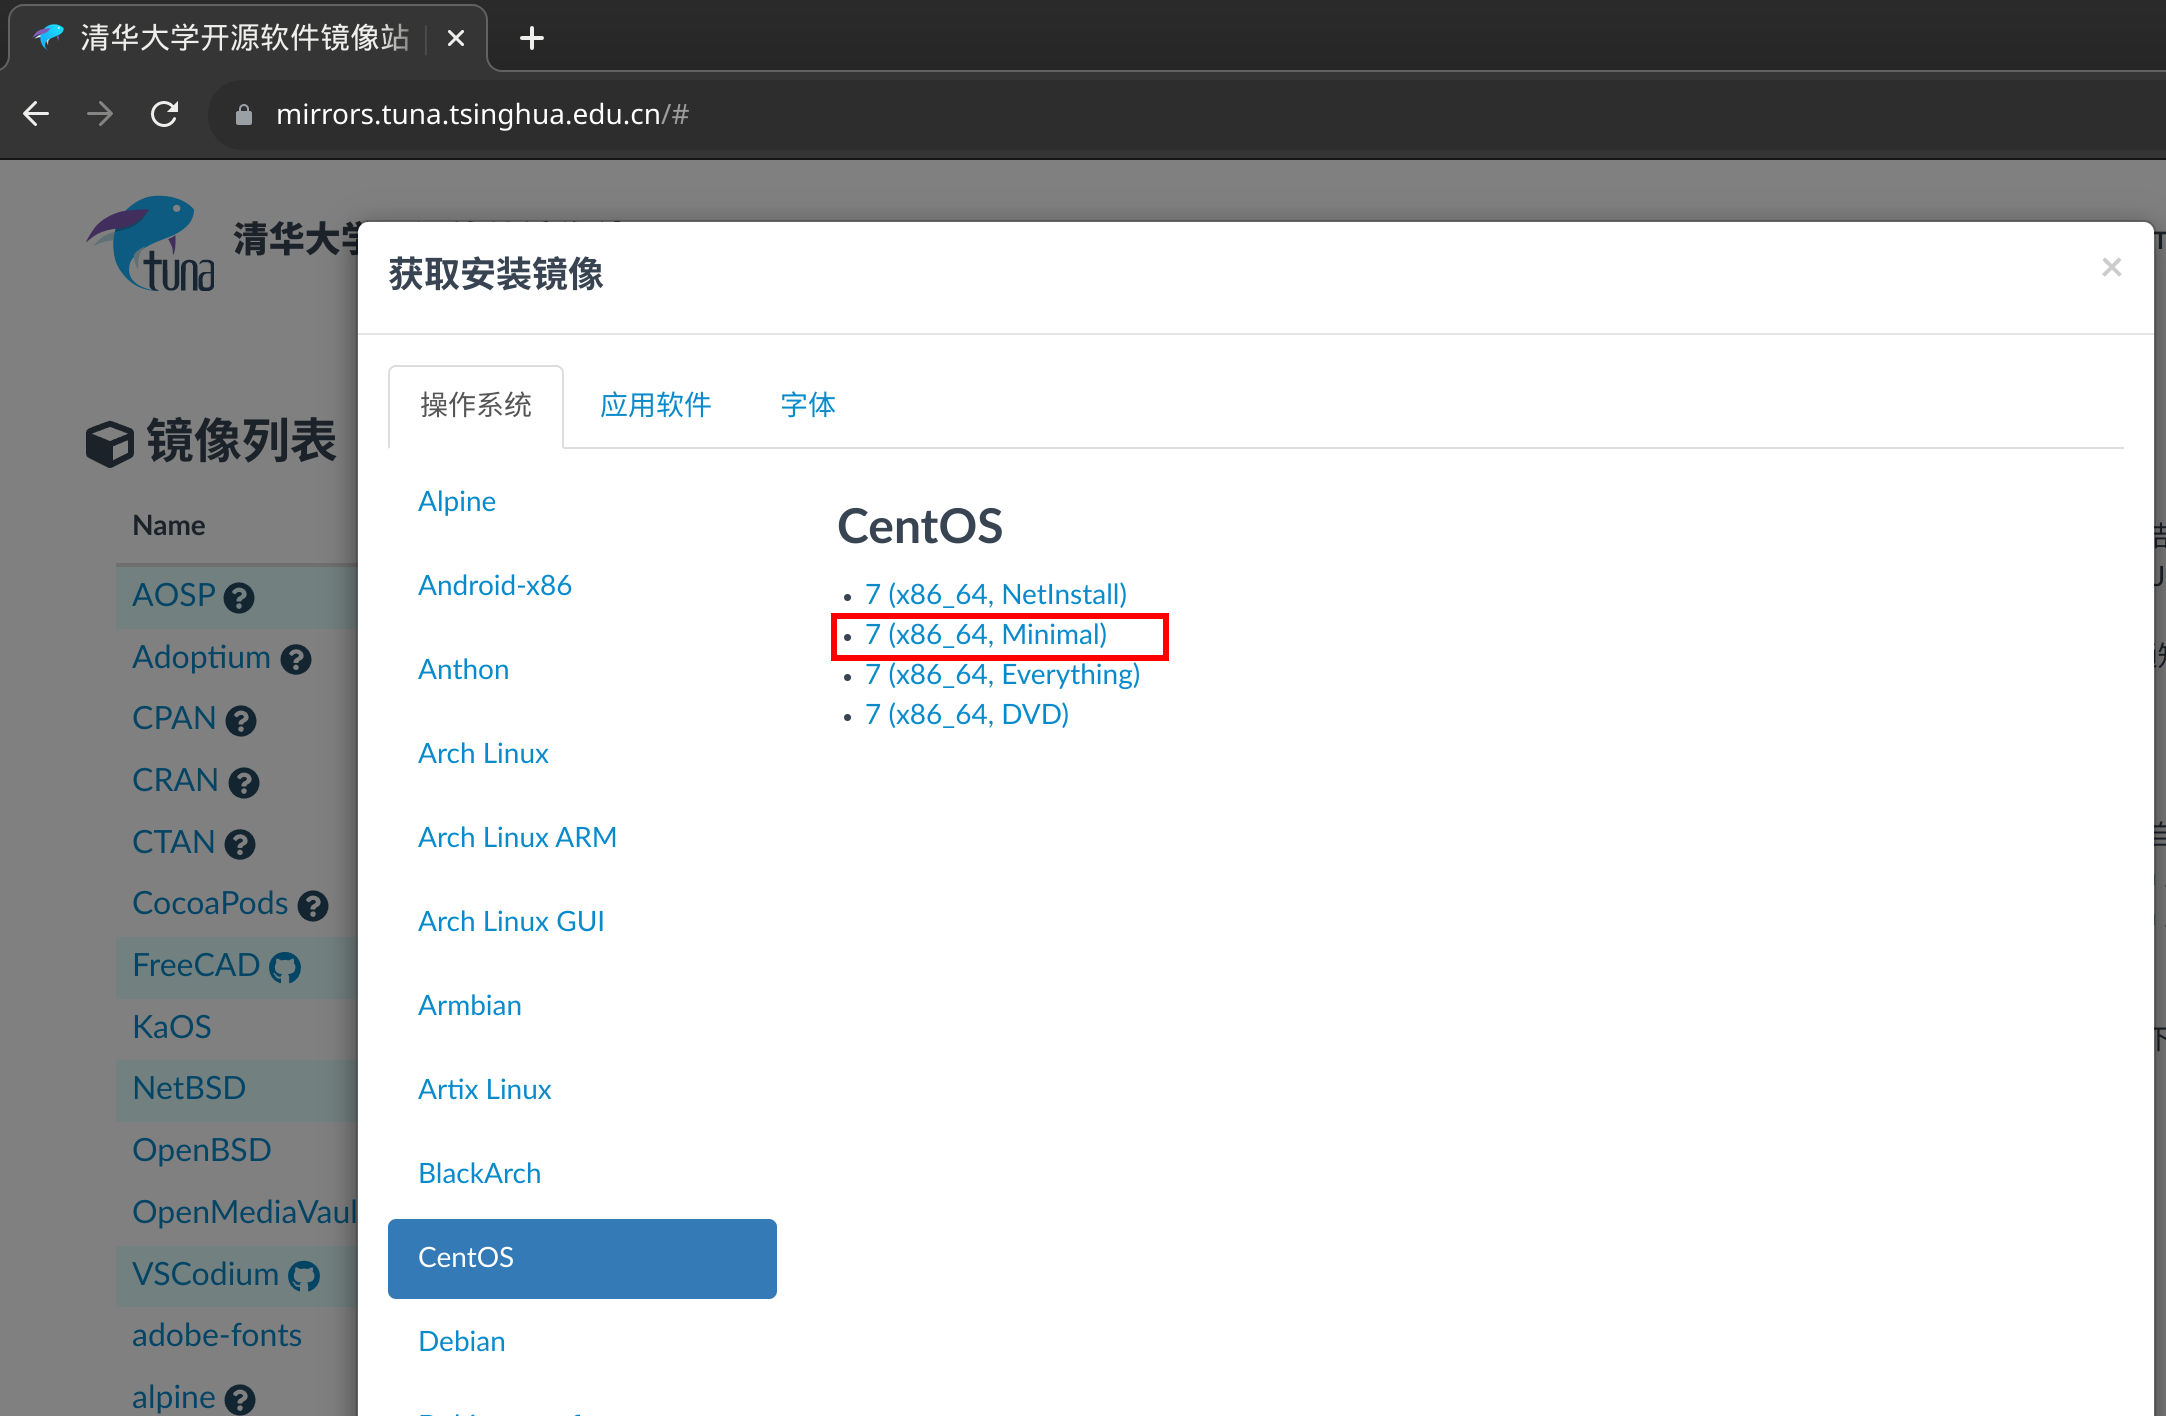 清华大学开源软件镜像站
mirrors.tuna.tsinghua.edu.cn/#
tuna
清华大学
获取安装镜像
操作系统
应用软件
字体
镜像列表
Name
AOSP
Adoptium
CPAN
CRAN
CTAN
CocoaPods
FreeCAD
KaOS
NetBSD
OpenBSD
OpenMediaVaul
VSCodium
adobe-fonts
alpine
Alpine
Android-x86
Anthon
Arch Linux
Arch Linux ARM
Arch Linux GUI
Armbian
Artix Linux
BlackArch
CentOS
Debian
CentOS
7 (x86_64, NetInstall)
7 (x86_64, Minimal)
7 (x86_64, Everything)
7 (x86_64, DVD)